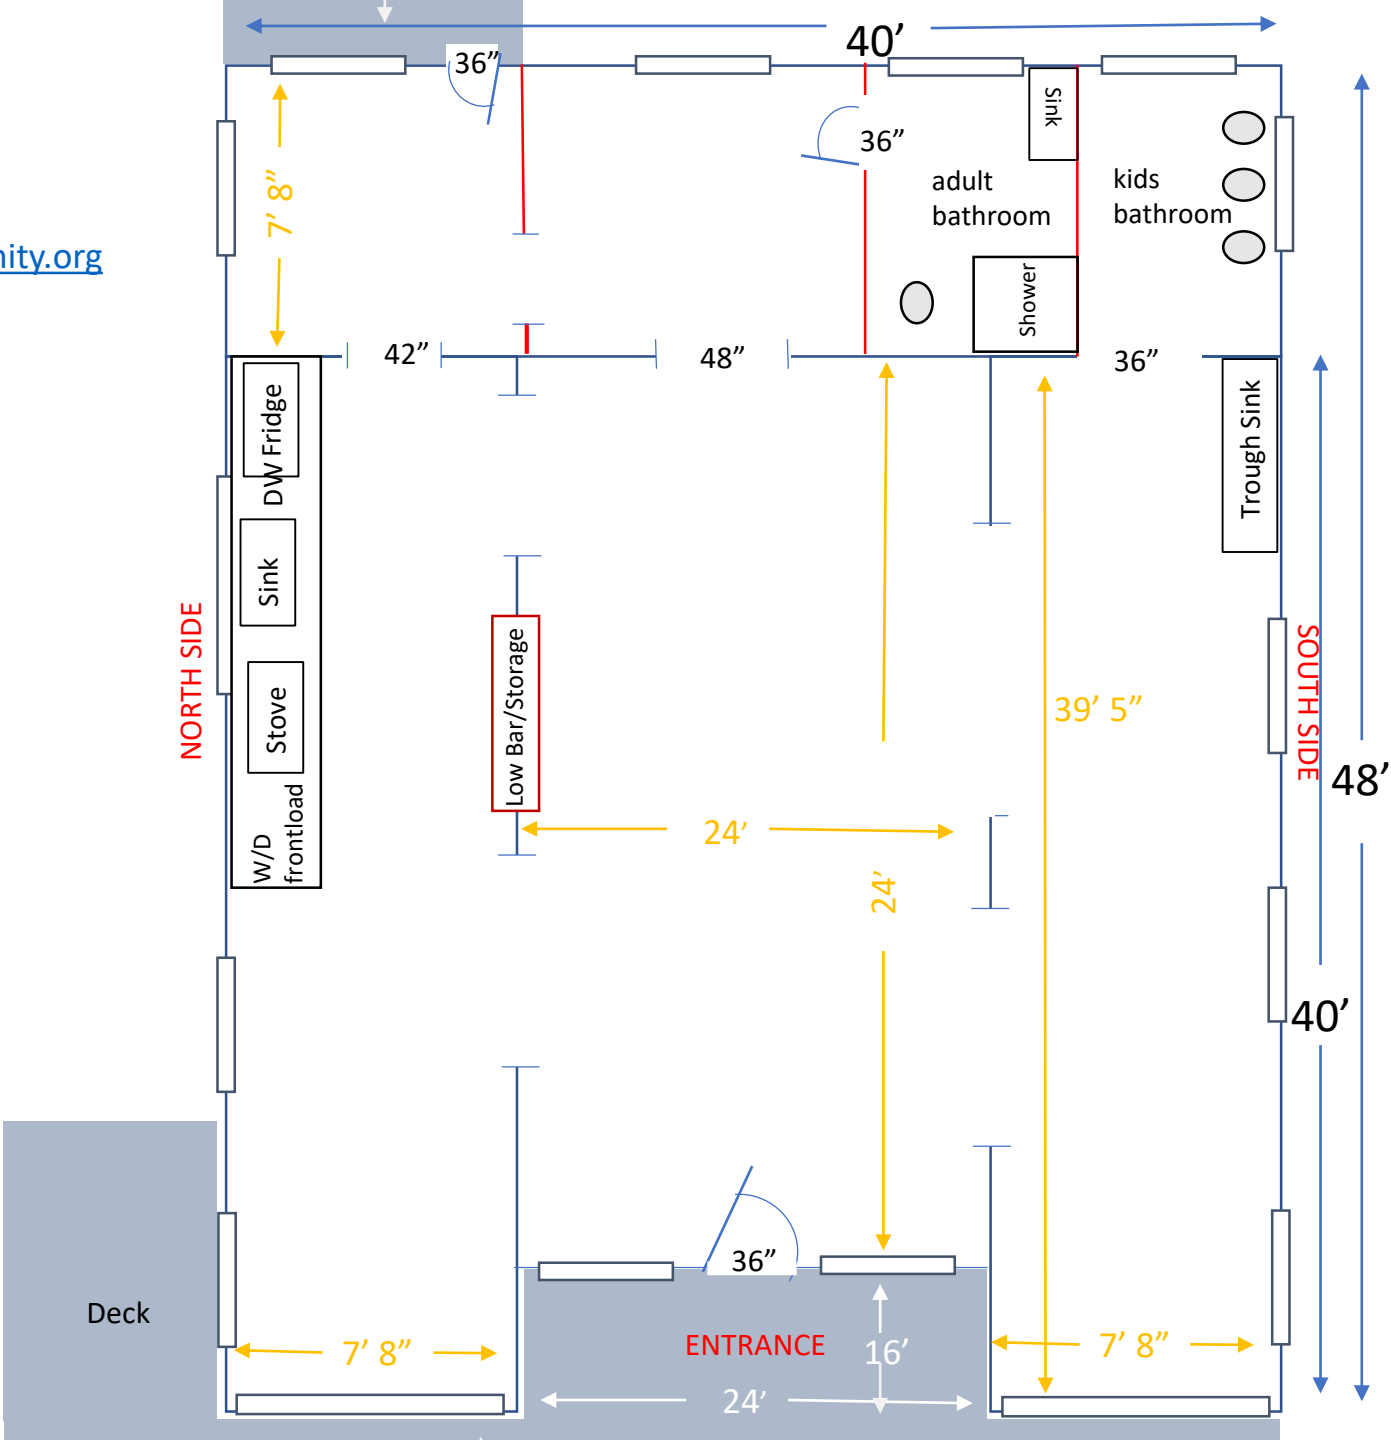 40’
36”
36”
Sink
adult
bathroom
kids
bathroom
7’ 8”
nity.org
Shower
42”
48”
36”
DW Fridge
Trough Sink
Sink
NORTH SIDE
Low Bar/Storage
Stove
SOUTH SIDE
39’ 5”
48’
W/D
frontload
24’
24’
40’
36”
Deck
7’ 8”
ENTRANCE
16’
7’ 8”
24’